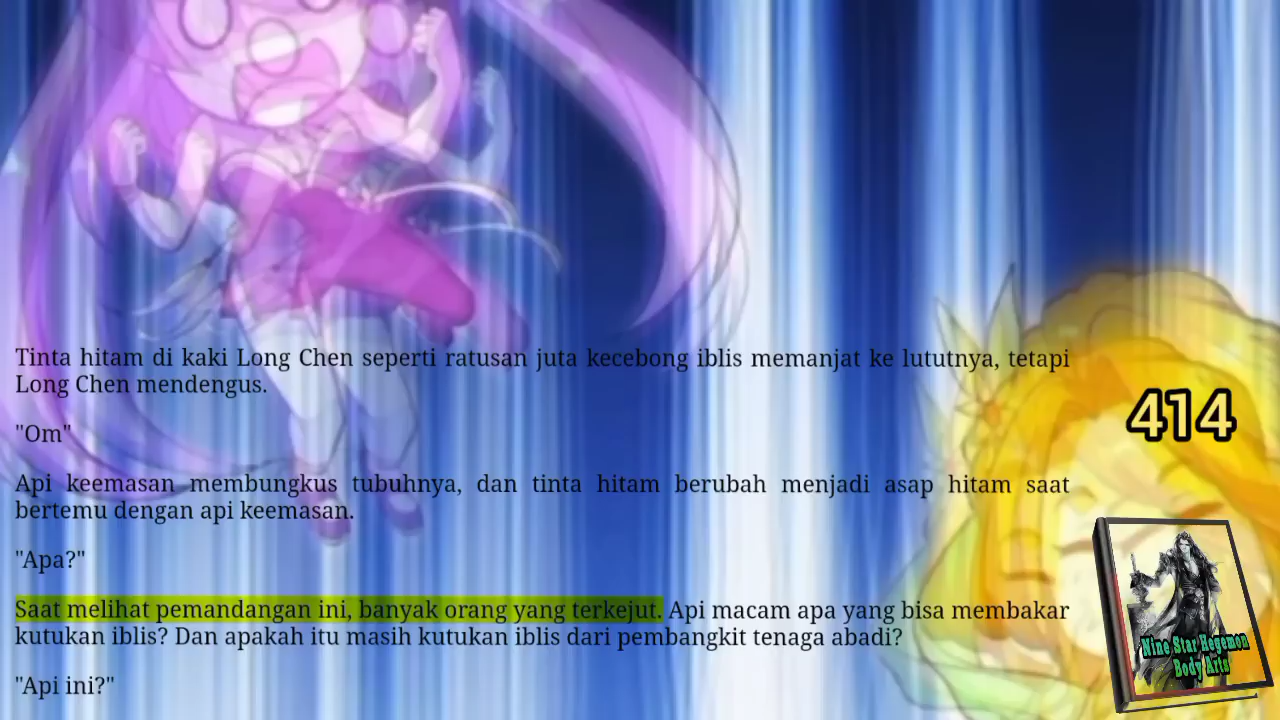 Tinta hitam di kaki Long Chen seperti ratusan juta kecebong iblis memanjat ke lututnya, tetapi
Long Chen mendengus.
"Om"
Api keemasan membungkus tubuhnya, dan tinta hitam berubah menjadi asap hitam saat
bertemu dengan api keemasan.
"Apa?"
Saat melihat pemandangan ini, banyak orang yang terkejut. Api macam apa yang bisa membakar
kutukan iblis? Dan apakah itu masih kutukan iblis dari pembangkit tenaga abadi?
"Api ini?"
414
Nine Star Hegemon
Body Arts